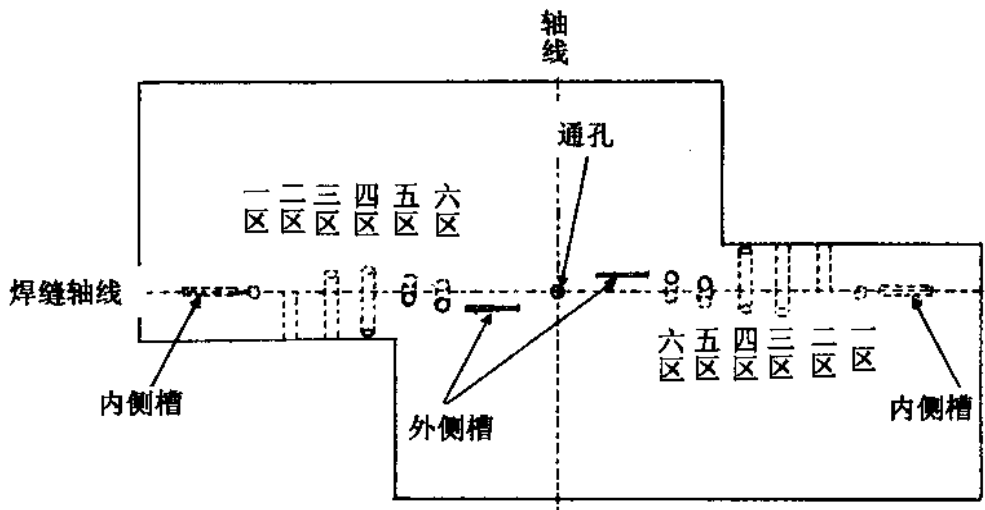 轴线
通孔
一区 二区 三区 四区 五区 六区
焊缝轴线
六区 五区 四区 三区 二区 一区
内侧槽
外侧槽
内侧槽